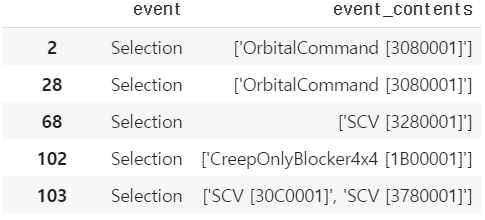 event event_contents
2 Selection ['OrbitalCommand [3080001]']
28 Selection ['OrbitalCommand [3080001]']
68 Selection ['SCV [3280001]']
102 Selection ['CreepOnlyBlocker4x4 [1B00001]']
103 Selection ['SCV [30C0001]', 'SCV [3780001]']